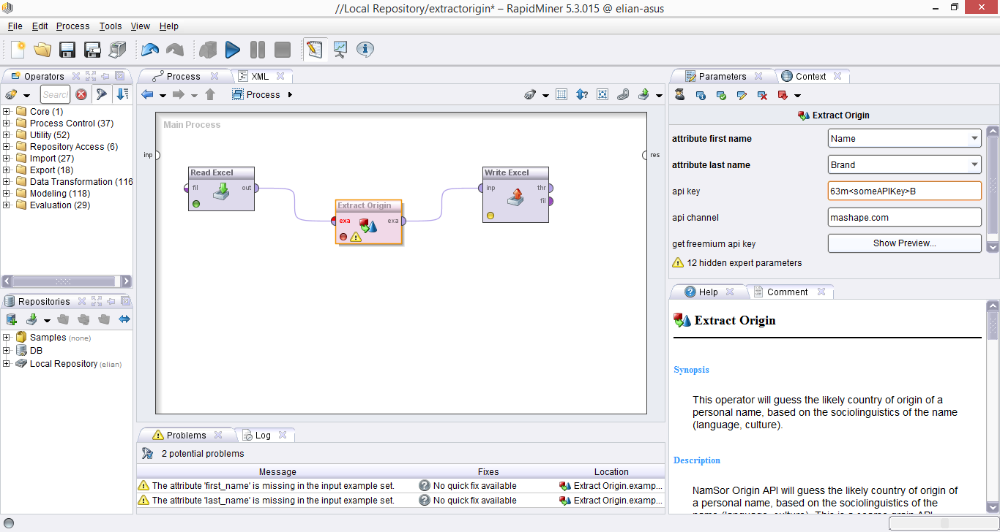 //Local Repository/extractorigin* – RapidMiner 5.3.015 @ elian-asus
File Edit Process Tools View Help
Operators
Search
Core (1)
Process Control (37)
Utility (52)
Repository Access (6)
Import (27)
Export (18)
Data Transformation (116
Modeling (118)
Evaluation (29)
Repositories
Samples (none)
DB
Local Repository (elian)
Process XML
Process
Main Process
inp
res
Read Excel
fil out
Extract Origin
exa exa
Write Excel
inp thr
fil
Problems Log
2 potential problems
Message Fixes Location
The attribute 'first_name' is missing in the input example set. No quick fix available Extract Origin.examp...
The attribute 'last_name' is missing in the input example set. No quick fix available Extract Origin.examp...
Parameters Context
Extract Origin
attribute first name Name
attribute last name Brand
api key 63m<someAPIKey>B
api channel mashape.com
get freemium api key Show Preview...
12 hidden expert parameters
Help Comment
Extract Origin
Synopsis
This operator will guess the likely country of origin of a
personal name, based on the sociolinguistics of the name
(language, culture).
Description
NamSor Origin API will guess the likely country of origin of
a personal name, based on the sociolinguistics of the
name (language, culture). This is a coarse grain API